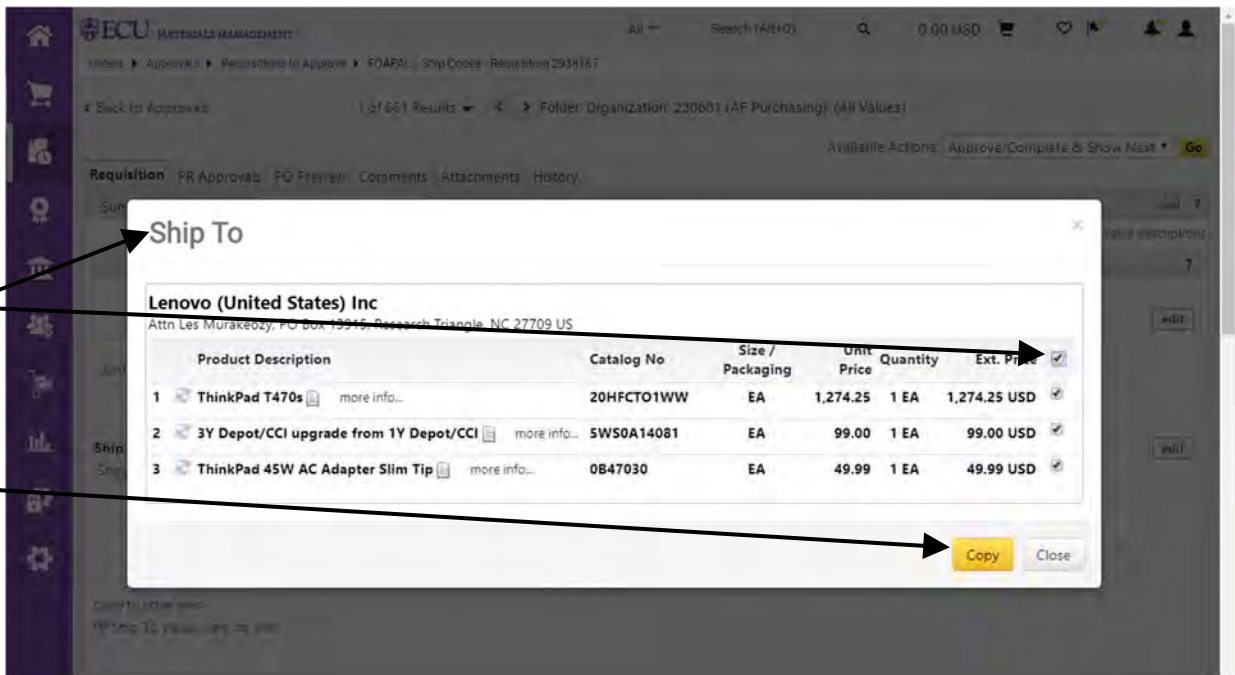 ECU MATERIALS MANAGEMENT All Search (Alt+Q) 0.00 USD
Orders Approvals Requisitions to Approve FOAPAL / Ship Codes - Requisition 2938167
Back to Approvals 1 of 661 Results Folder: Organization: 230601 (AF Purchasing): (All Values)
Available Actions: Approve/Complete & Show Next Go
Requisition PR Approvals PO Preview Comments Attachments History
Ship To
edit
Lenovo (United States) Inc
Attn Les Murakeozy, PO Box 13915, Research Triangle, NC 27709 US
Product Description Catalog No Size / Packaging Unit Price Quantity Ext. Price
1 ThinkPad T470s more info... 20HFCTO1WW EA 1,274.25 1 EA 1,274.25 USD
2 3Y Depot/CCI upgrade from 1Y Depot/CCI more info... 5WS0A14081 EA 99.00 1 EA 99.00 USD
3 ThinkPad 45W AC Adapter Slim Tip more info... 0B47030 EA 49.99 1 EA 49.99 USD
Ship
edit
Copy Close